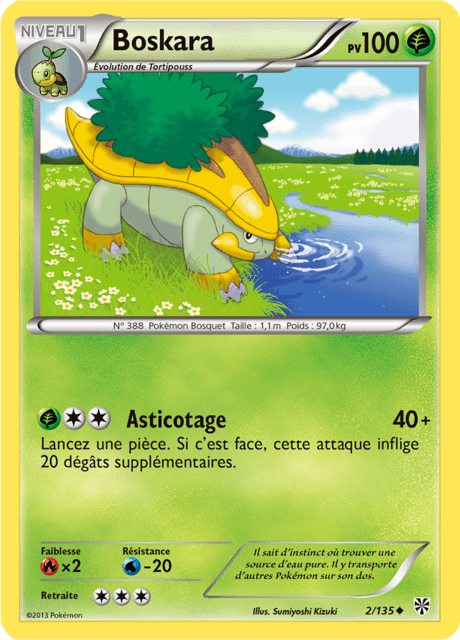 NIVEAU 1
Boskara
PV 100
Évolution de Tortipouss
N° 388 Pokémon Bosquet Taille : 1,1 m Poids : 97,0 kg
Asticotage 40+
Lancez une pièce. Si c'est face, cette attaque inflige
20 dégâts supplémentaires.
Faiblesse
×2
Résistance
-20
Retraite
Il sait d'instinct où trouver une
source d'eau pure. Il y transporte
d'autres Pokémon sur son dos.
©2013 Pokémon
Illus. Sumiyoshi Kizuki
2/135